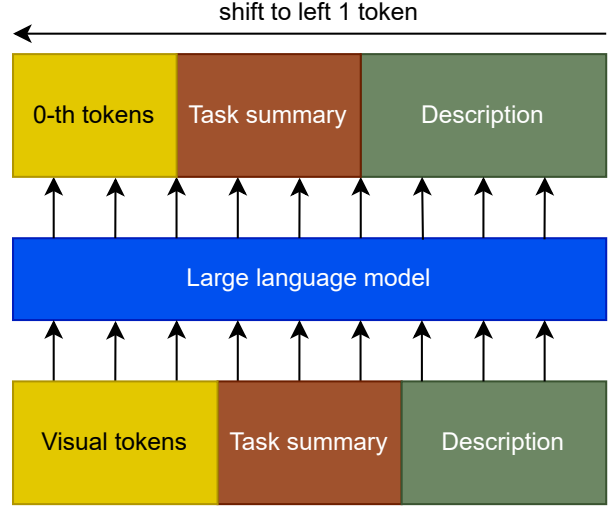 shift to left 1 token
0-th tokens
Task summary
Description
Large language model
Visual tokens
Task summary
Description